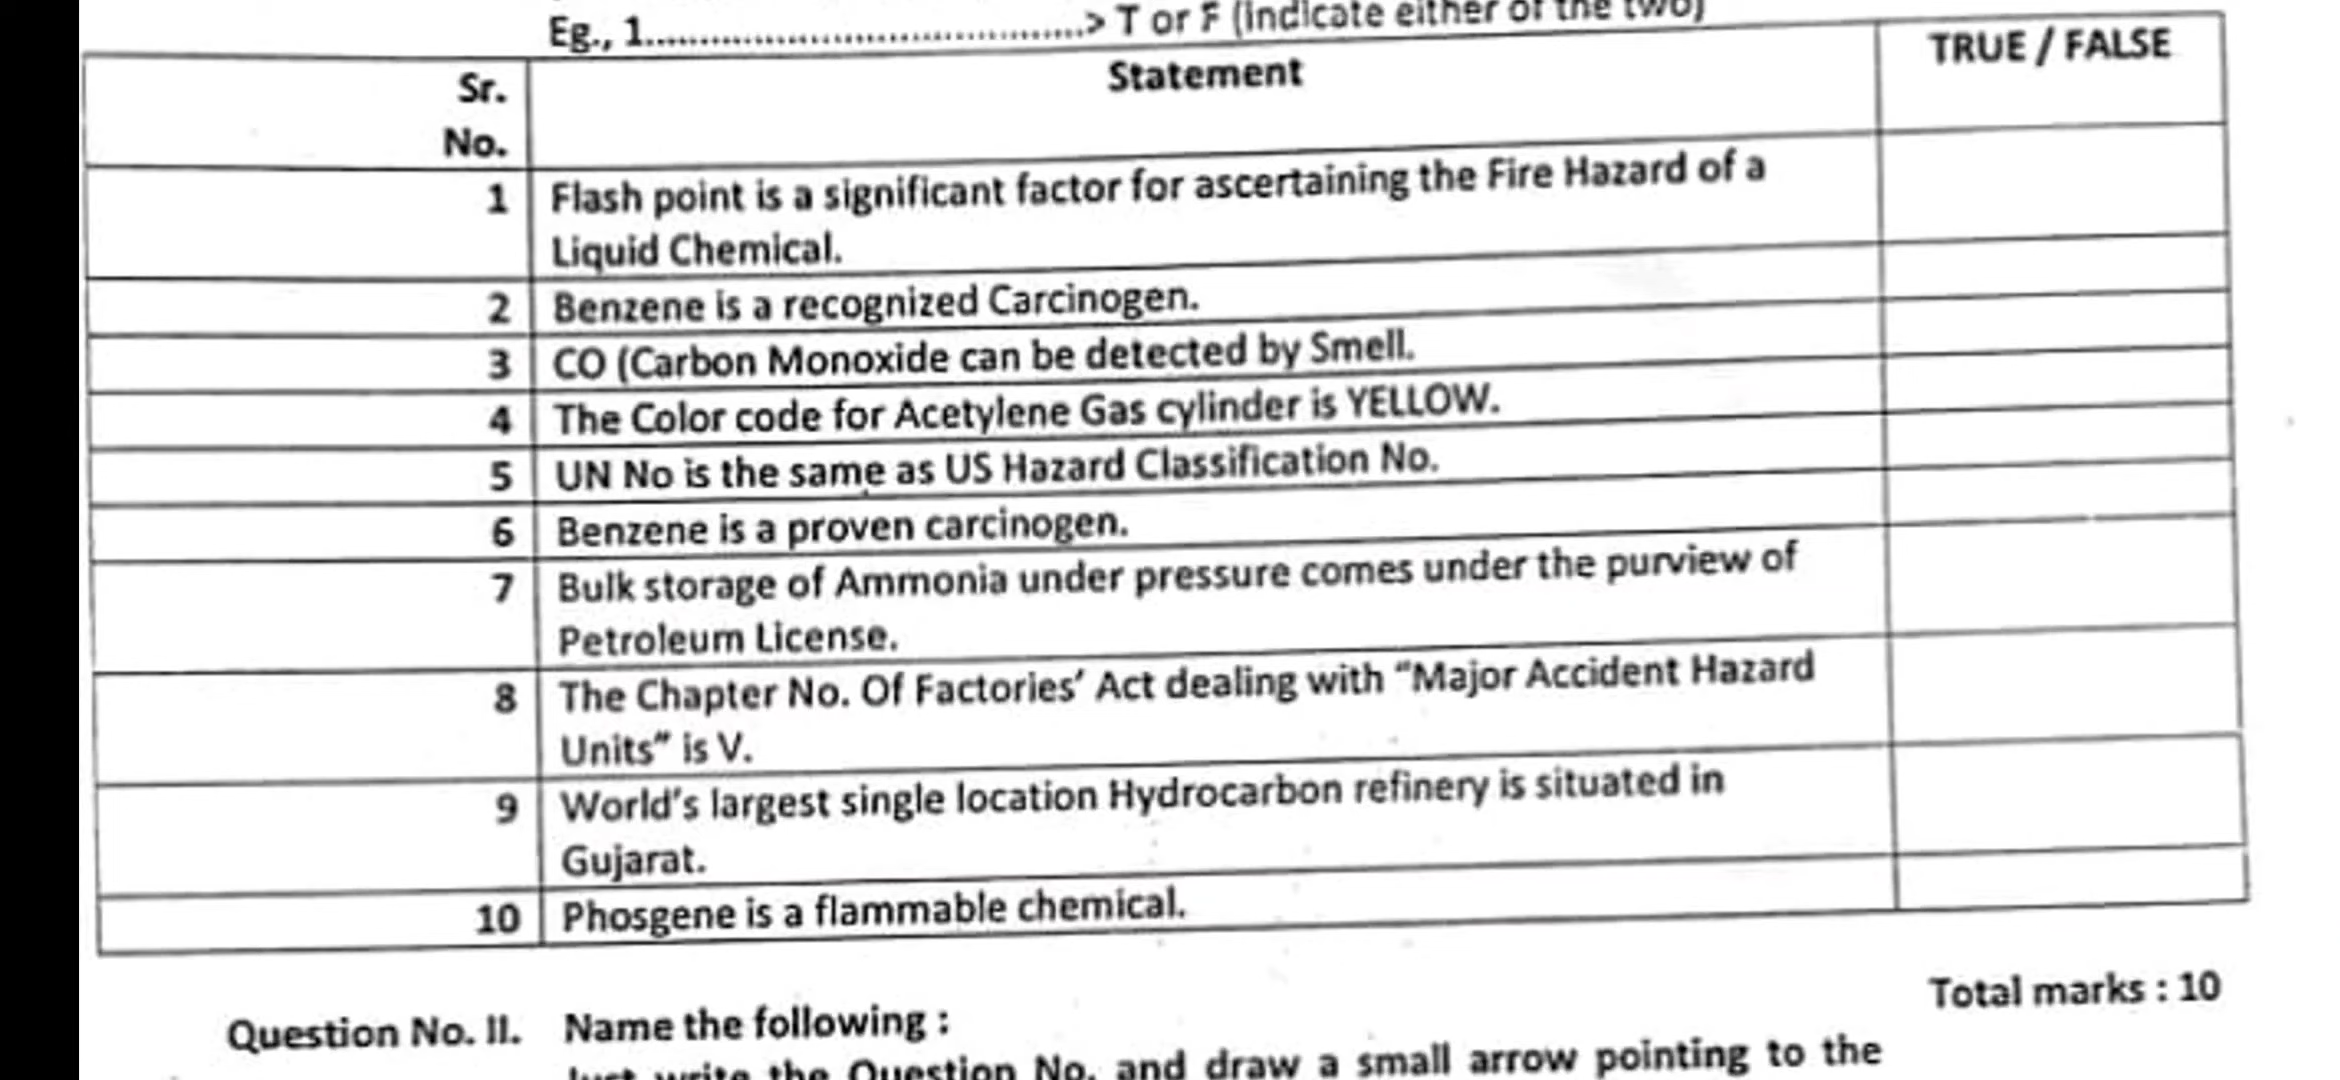 Eg., 1.......................................> T or F (indicate either of the two)
Sr.
No.
Statement
TRUE / FALSE
1 Flash point is a significant factor for ascertaining the Fire Hazard of a
Liquid Chemical.
2 Benzene is a recognized Carcinogen.
3 CO (Carbon Monoxide can be detected by Smell.
4 The Color code for Acetylene Gas cylinder is YELLOW.
5 UN No is the same as US Hazard Classification No.
6 Benzene is a proven carcinogen.
7 Bulk storage of Ammonia under pressure comes under the purview of
Petroleum License.
8 The Chapter No. Of Factories’ Act dealing with “Major Accident Hazard
Units” is V.
9 World’s largest single location Hydrocarbon refinery is situated in
Gujarat.
10 Phosgene is a flammable chemical.
Total marks : 10
Question No. II. Name the following :
Just write the Question No. and draw a small arrow pointing to the